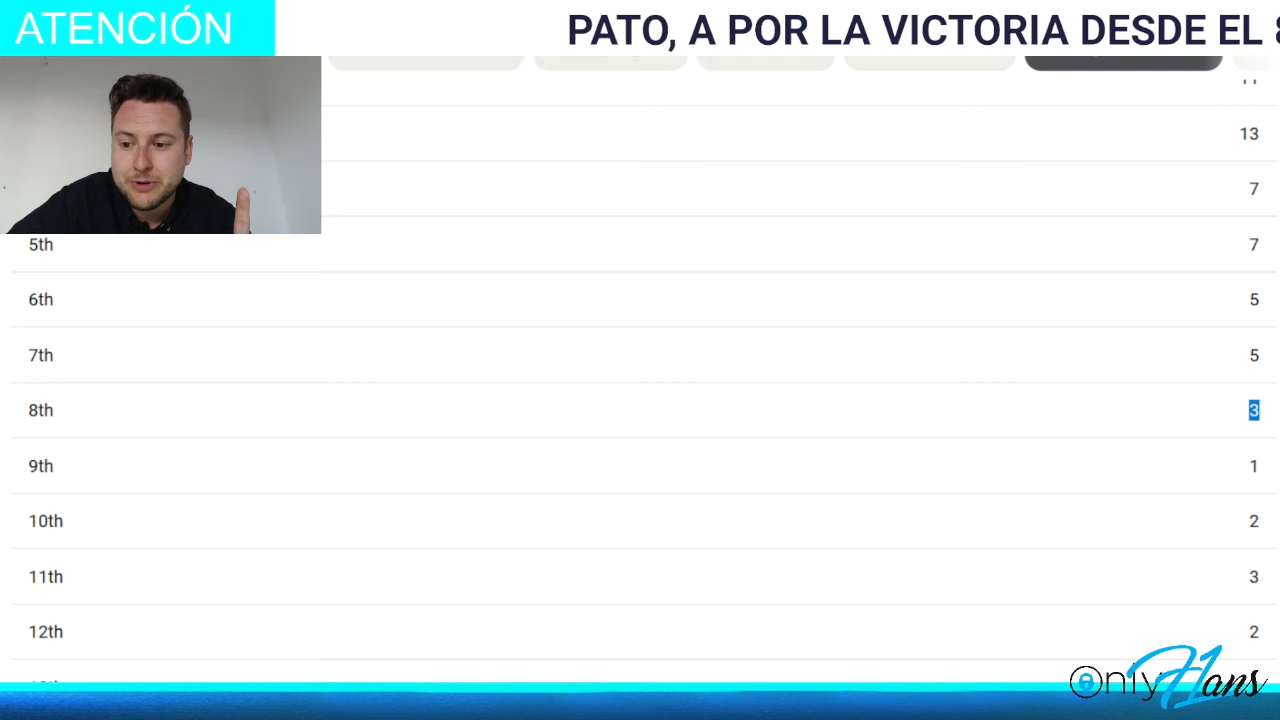 ATENCIÓN
PATO, A POR LA VICTORIA DESDE EL
13
7
5th 7
6th 5
7th 5
8th 3
9th 1
10th 2
11th 3
12th 2
OnlyH1ans